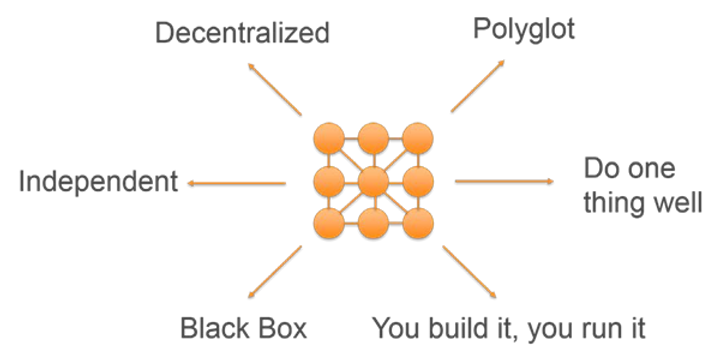 Decentralized
Polyglot
Independent
Do one
thing well
Black Box
You build it, you run it